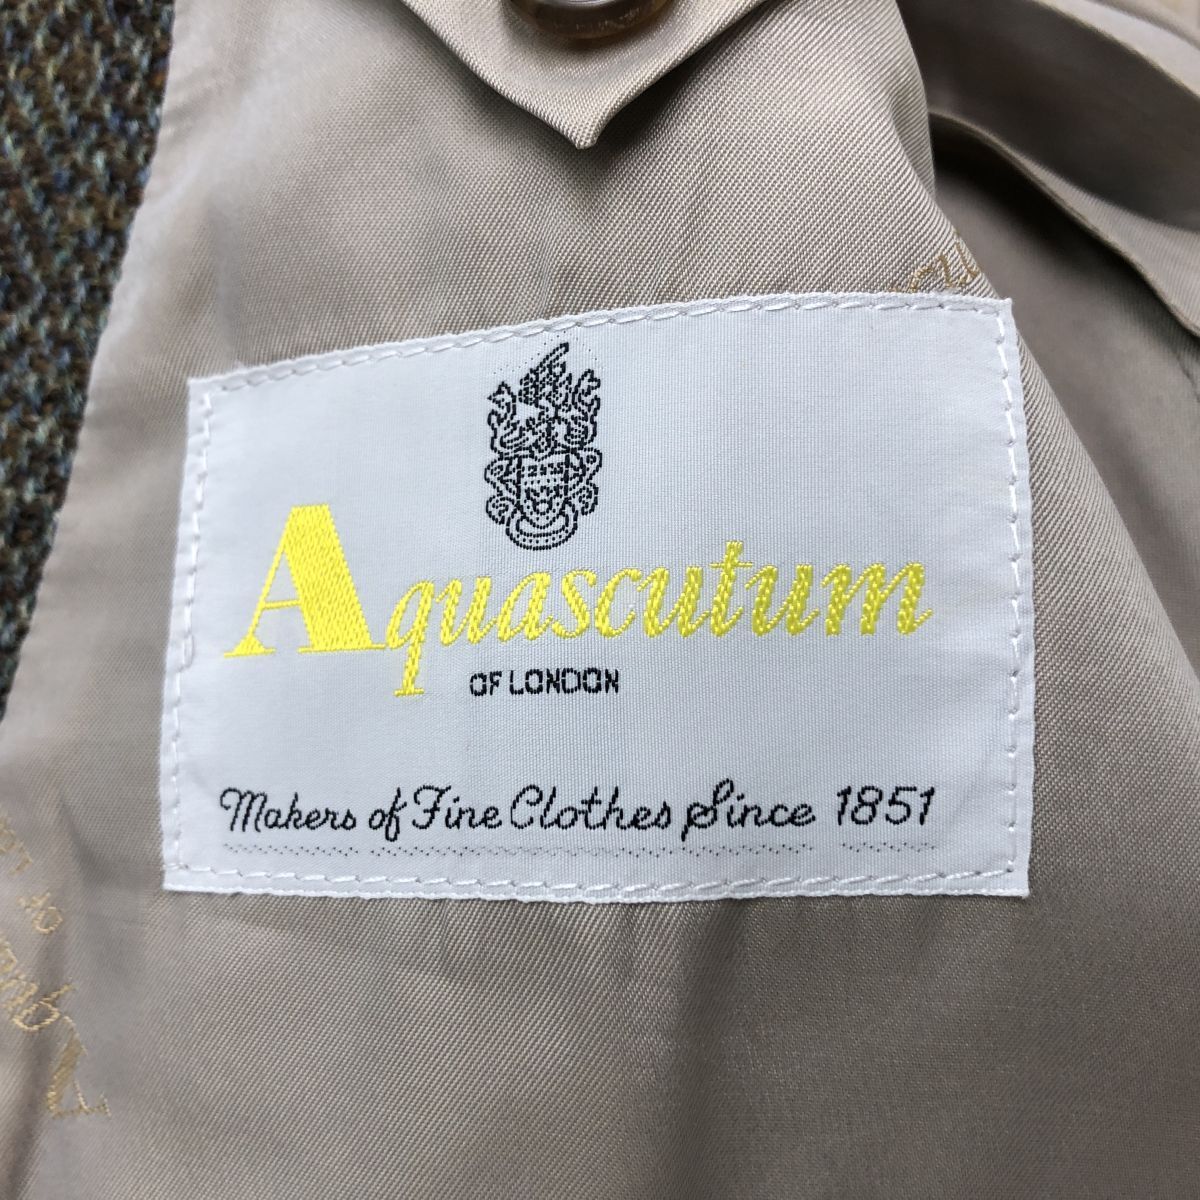 Aquascutum
OF LONDON
Makers of Fine Clothes Since 1851